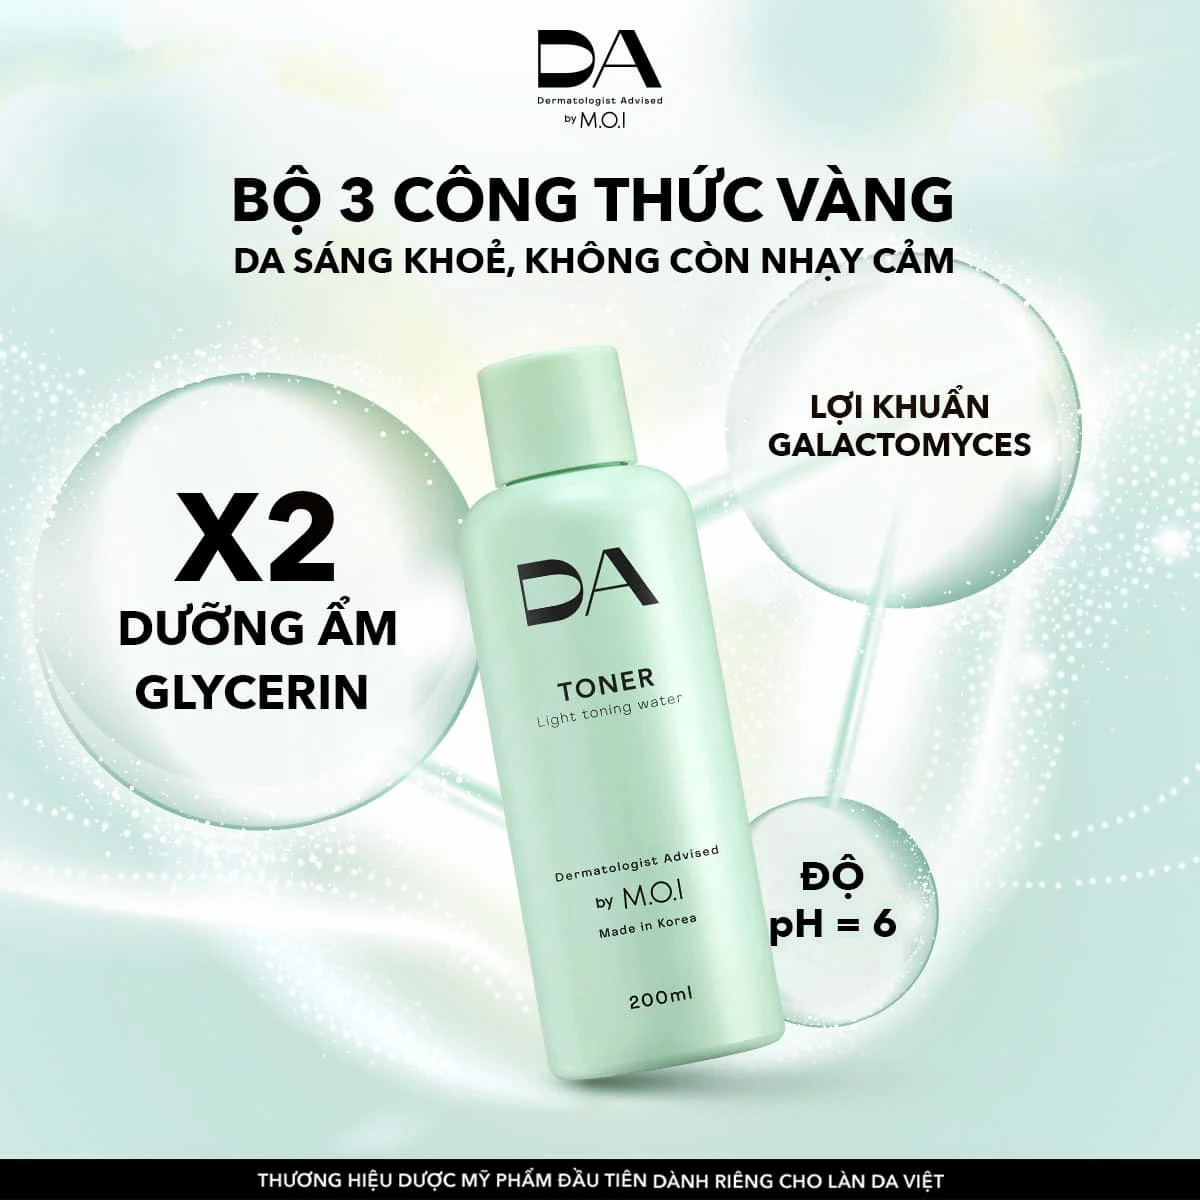 DA
Dermatologist Advised
by M.O.I
BỘ 3 CÔNG THỨC VÀNG
DA SÁNG KHOẺ, KHÔNG CÒN NHẠY CẢM
LỢI KHUẨN
GALACTOMYCES
X2
DƯỠNG ẨM
GLYCERIN
DA
TONER
Light toning water
Dermatologist Advised
by M.O.I
Made in Korea
200ml
ĐỘ
pH = 6
THƯƠNG HIỆU DƯỢC MỸ PHẨM ĐẦU TIÊN DÀNH RIÊNG CHO LÀN DA VIỆT